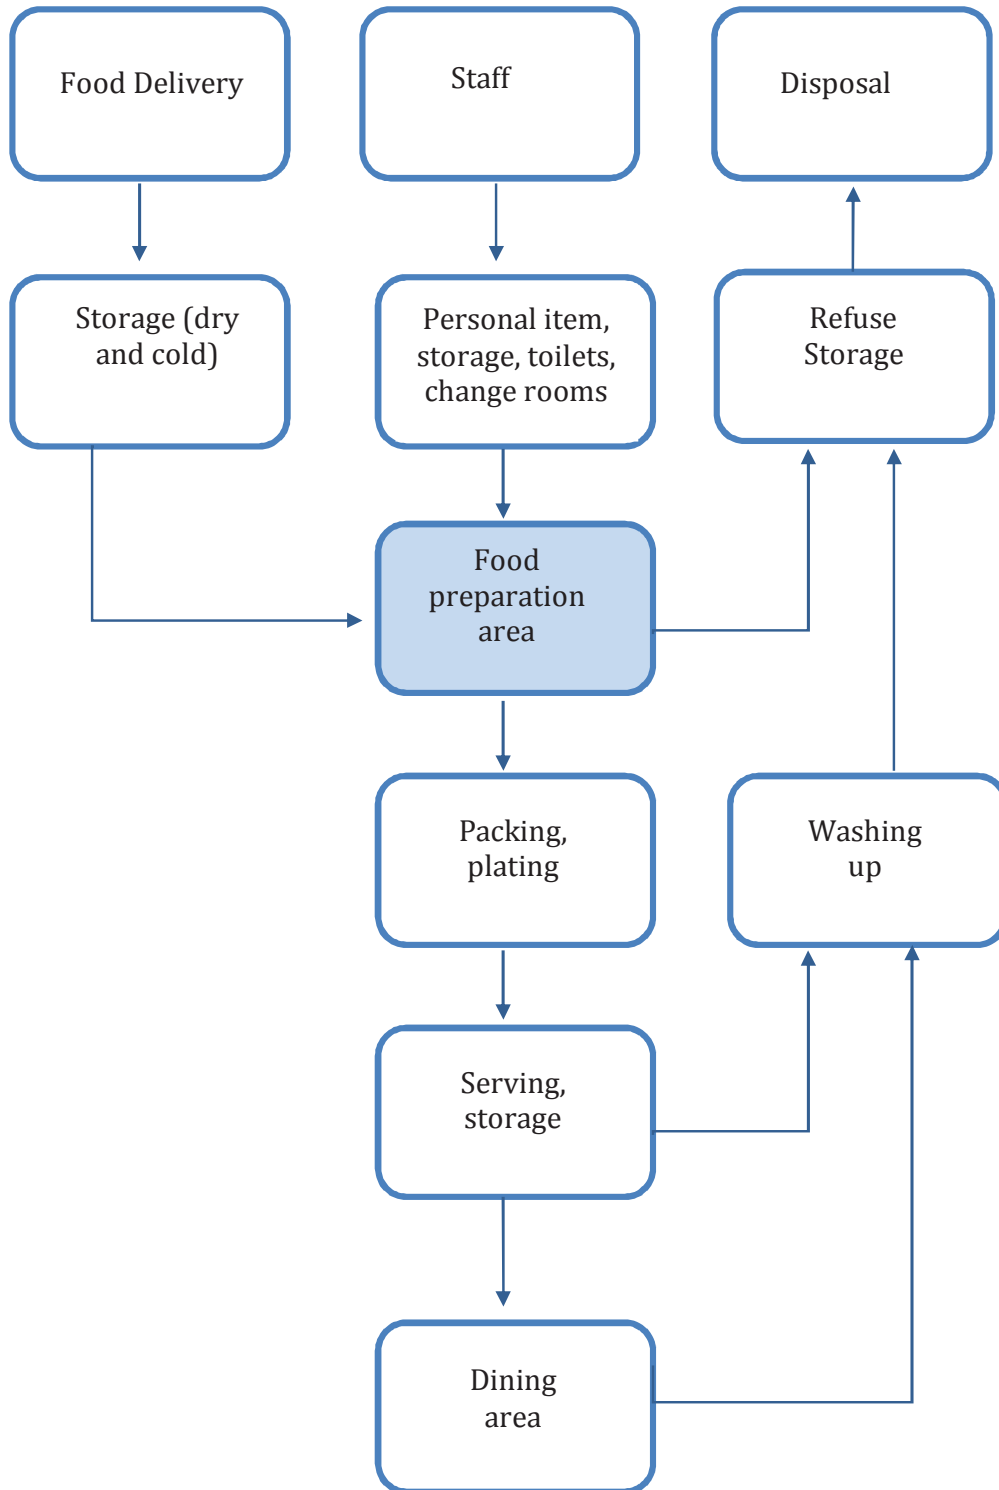 Food Delivery
Staff
Disposal
Storage (dry
and cold)
Personal item,
storage, toilets,
change rooms
Refuse
Storage
Food
preparation
area
Packing,
plating
Washing
up
Serving,
storage
Dining
area